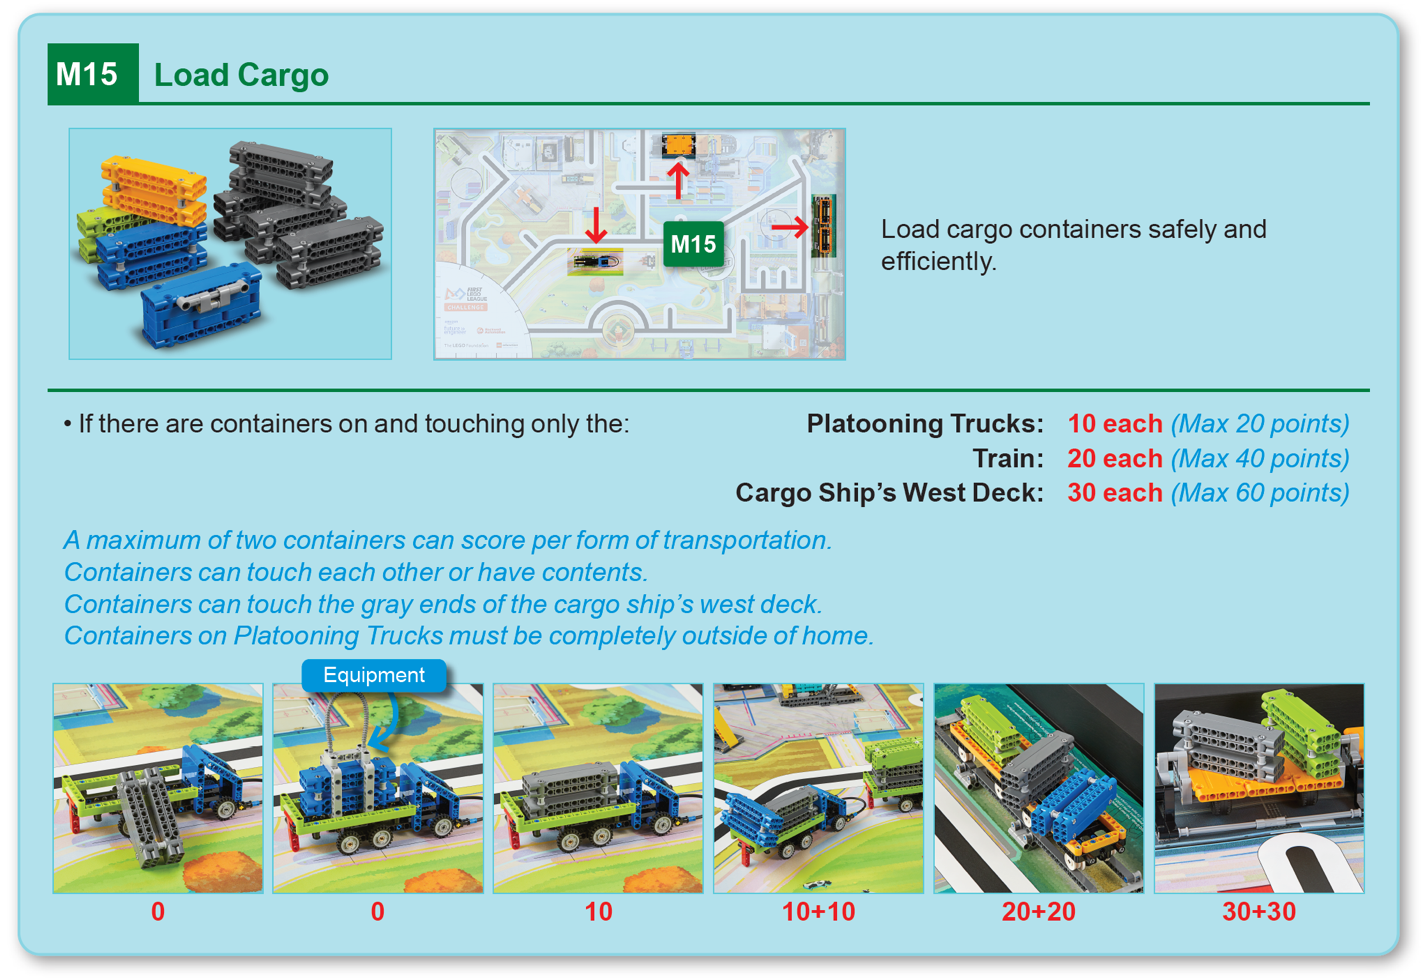 M15 Load Cargo
M15
FIRST
LEGO
LEAGUE
CHALLENGE
Load cargo containers safely and
efficiently.
• If there are containers on and touching only the:
Platooning Trucks: 10 each (Max 20 points)
Train: 20 each (Max 40 points)
Cargo Ship’s West Deck: 30 each (Max 60 points)
A maximum of two containers can score per form of transportation.
Containers can touch each other or have contents.
Containers can touch the gray ends of the cargo ship’s west deck.
Containers on Platooning Trucks must be completely outside of home.
Equipment
0
0
10
10+10
20+20
30+30